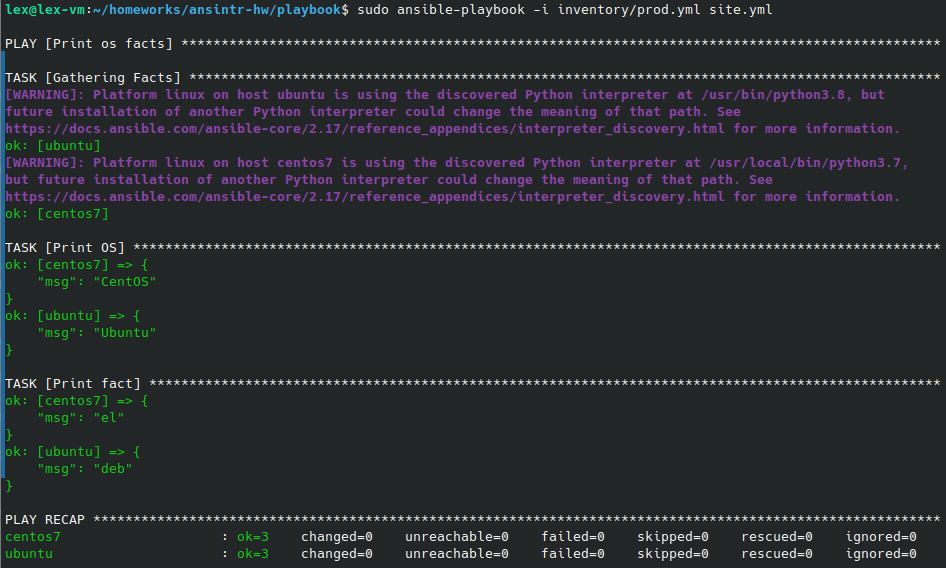 lex@lex-vm:~/homeworks/ansintr-hw/playbook$ sudo ansible-playbook -i inventory/prod.yml site.yml

PLAY [Print os facts] ***********************************************************************************************

TASK [Gathering Facts] **********************************************************************************************
[WARNING]: Platform linux on host ubuntu is using the discovered Python interpreter at /usr/bin/python3.8, but
future installation of another Python interpreter could change the meaning of that path. See
https://docs.ansible.com/ansible-core/2.17/reference_appendices/interpreter_discovery.html for more information.
ok: [ubuntu]
[WARNING]: Platform linux on host centos7 is using the discovered Python interpreter at /usr/local/bin/python3.7,
but future installation of another Python interpreter could change the meaning of that path. See
https://docs.ansible.com/ansible-core/2.17/reference_appendices/interpreter_discovery.html for more information.
ok: [centos7]

TASK [Print OS] *****************************************************************************************************
ok: [centos7] => {
    "msg": "CentOS"
}
ok: [ubuntu] => {
    "msg": "Ubuntu"
}

TASK [Print fact] ***************************************************************************************************
ok: [centos7] => {
    "msg": "el"
}
ok: [ubuntu] => {
    "msg": "deb"
}

PLAY RECAP **********************************************************************************************************
centos7                    : ok=3    changed=0    unreachable=0    failed=0    skipped=0    rescued=0    ignored=0
ubuntu                     : ok=3    changed=0    unreachable=0    failed=0    skipped=0    rescued=0    ignored=0